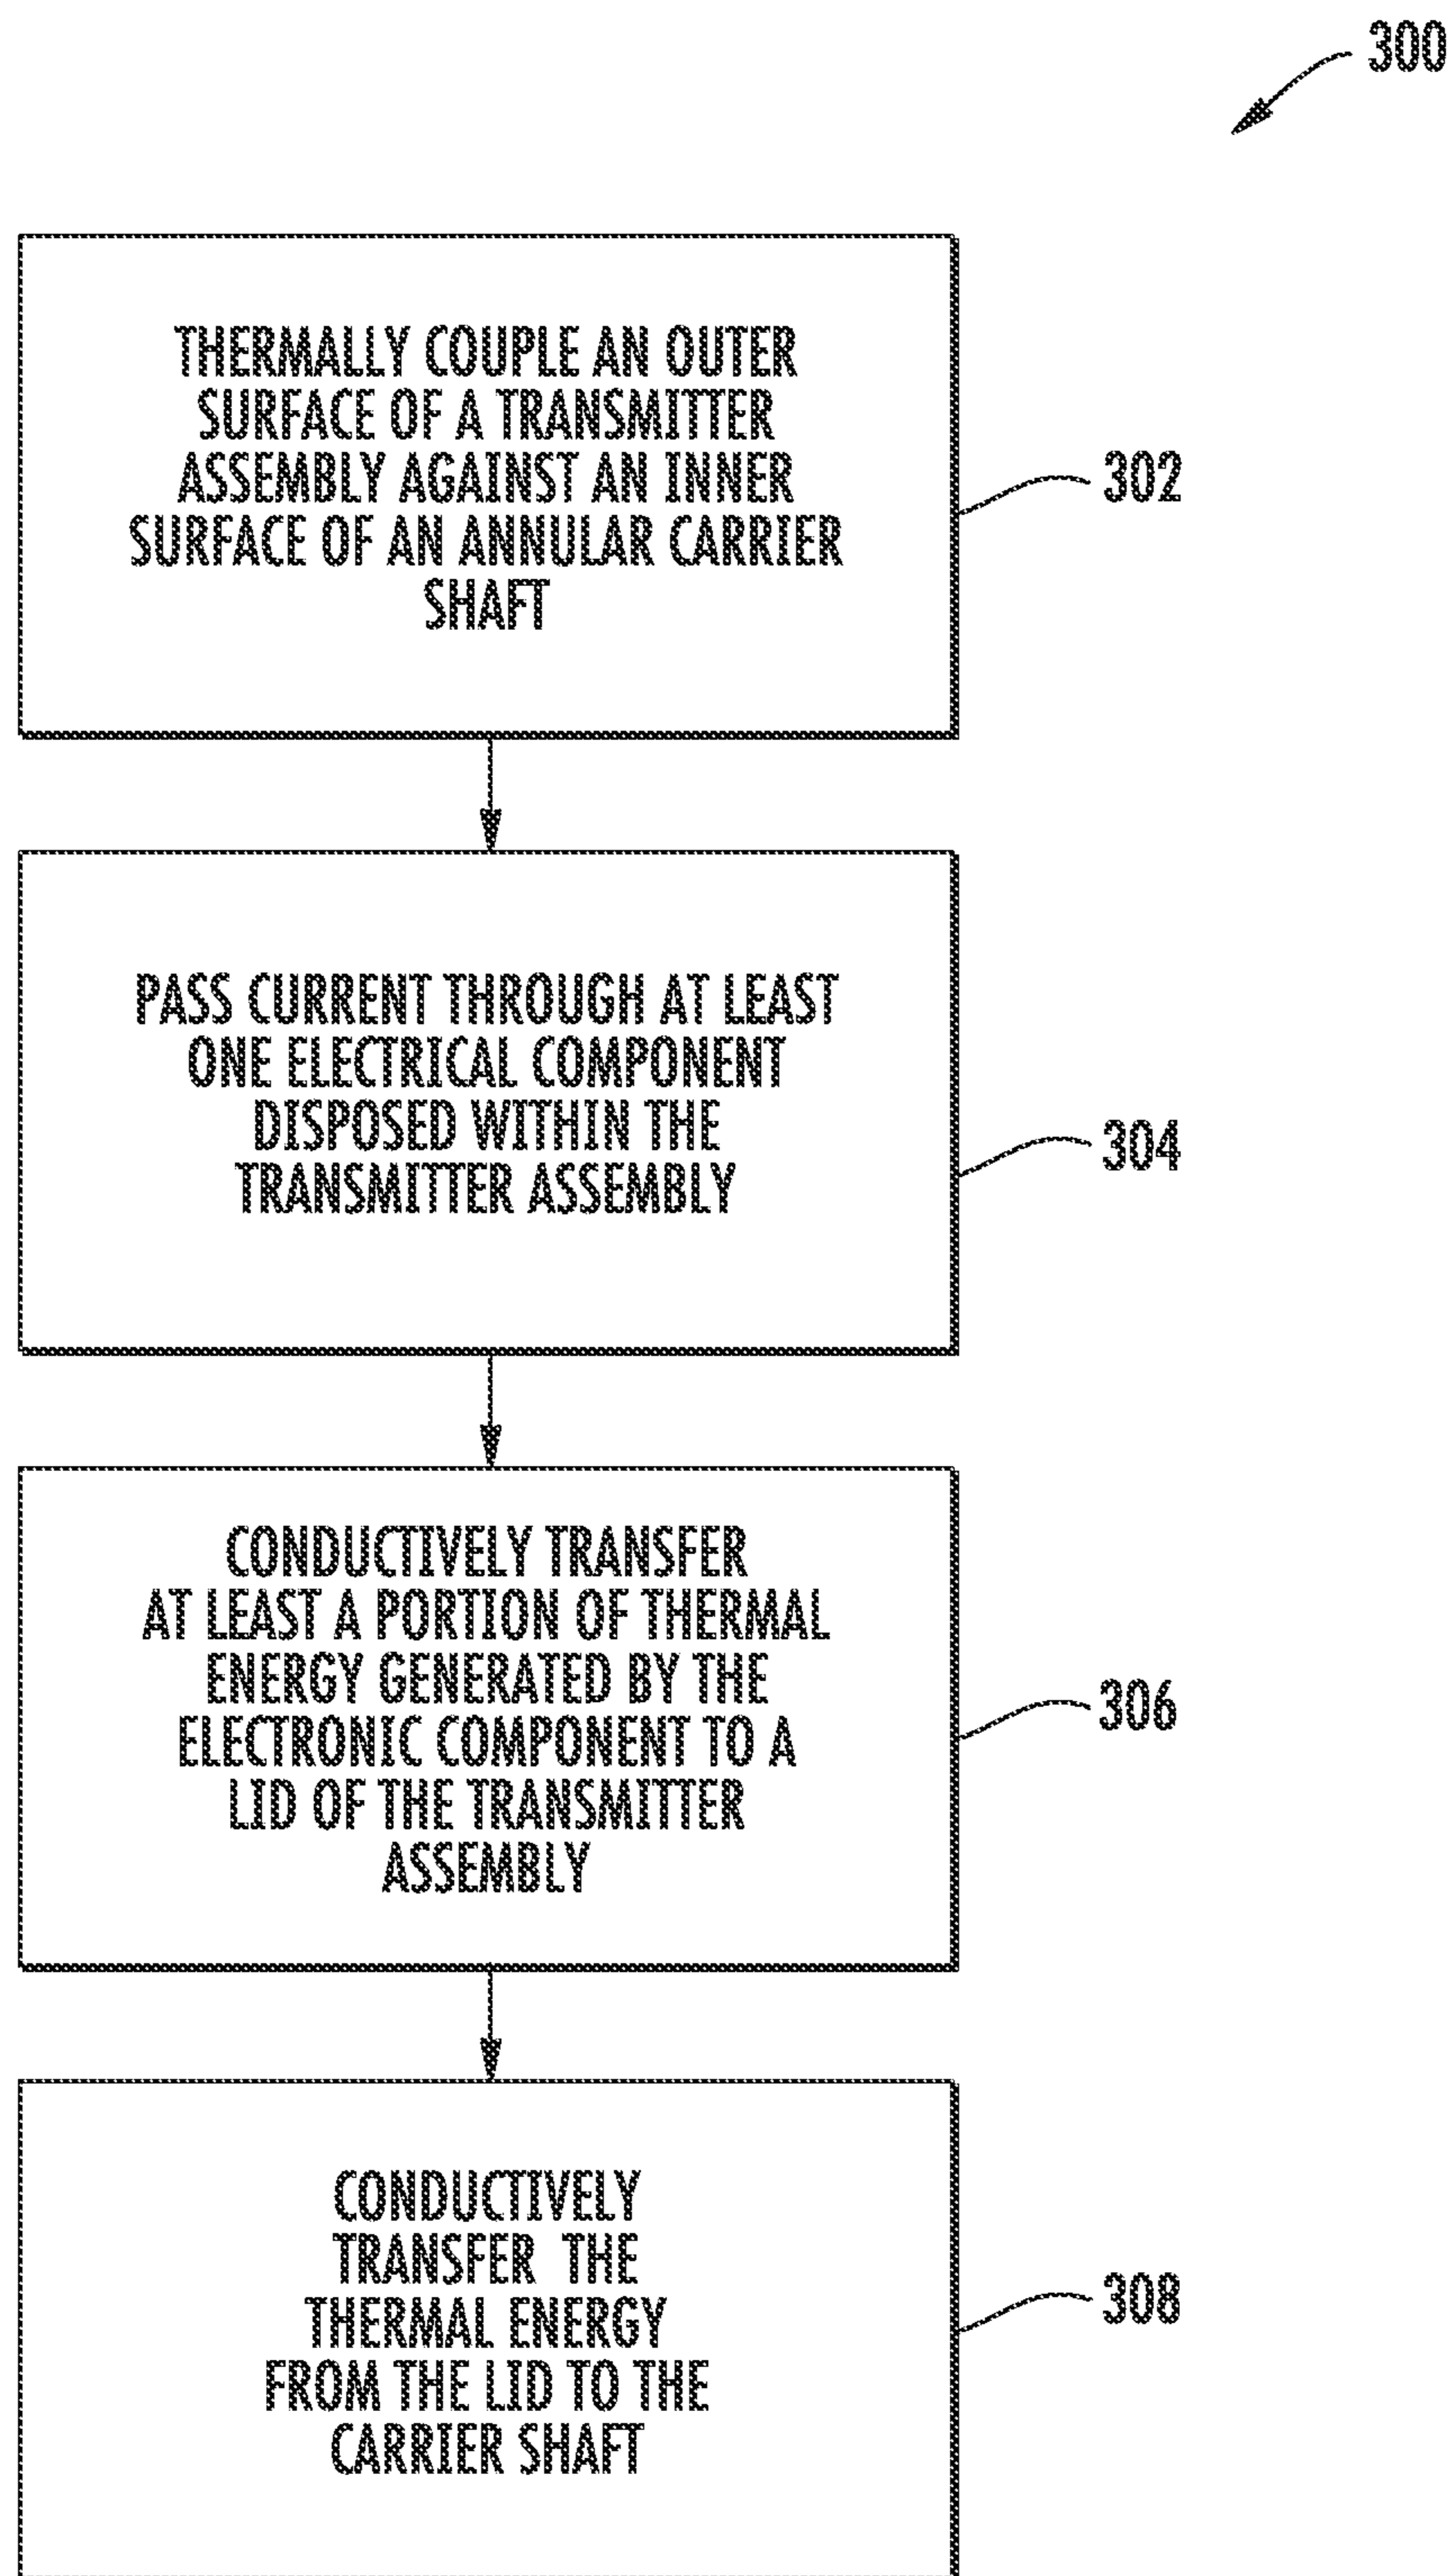 300
THERMALLY COUPLE AN OUTER
SURFACE OF A TRANSMITTER
ASSEMBLY AGAINST AN INNER
SURFACE OF AN ANNULAR CARRIER
SHAFT
302
PASS CURRENT THROUGH AT LEAST
ONE ELECTRICAL COMPONENT
DISPOSED WITHIN THE
TRANSMITTER ASSEMBLY
304
CONDUCTIVELY TRANSFER
AT LEAST A PORTION OF THERMAL
ENERGY GENERATED BY THE
ELECTRONIC COMPONENT TO A
LID OF THE TRANSMITTER
ASSEMBLY
306
CONDUCTIVELY
TRANSFER THE
THERMAL ENERGY
FROM THE LID TO THE
CARRIER SHAFT
308